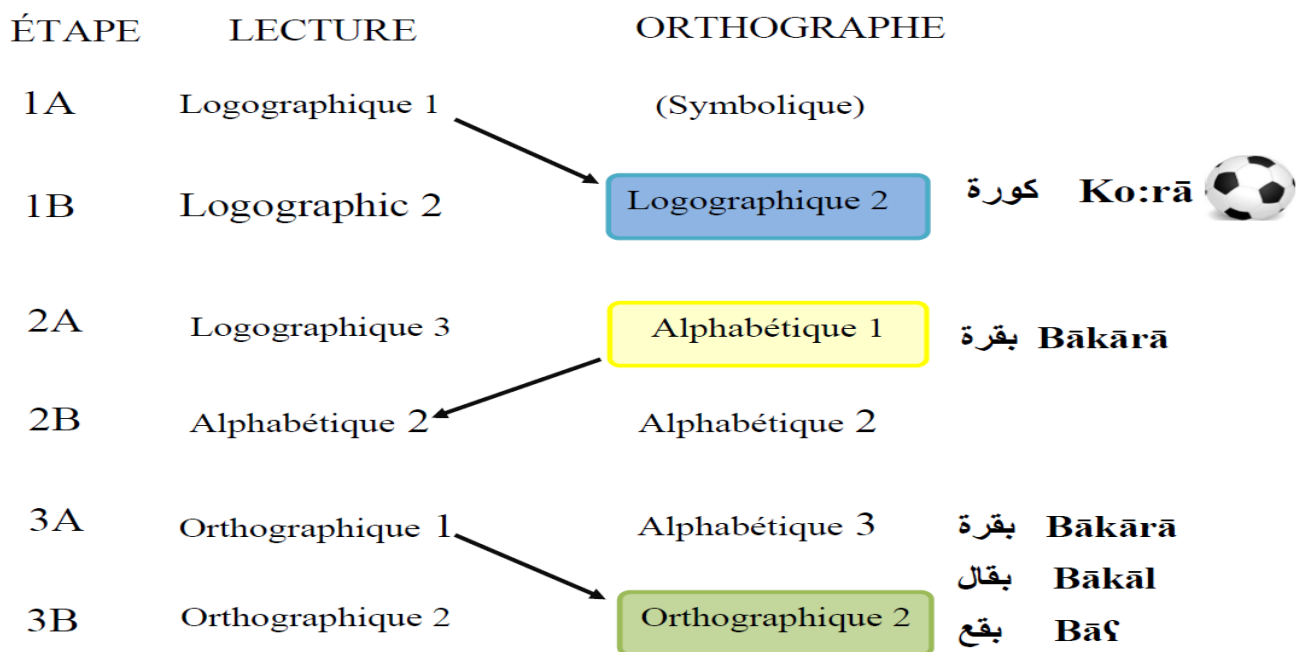 ÉTAPE LECTURE ORTHOGRAPHE
1A Logographique 1 (Symbolique)
1B Logographic 2 Logographique 2 كورة Ko:rā
2A Logographique 3 Alphabétique 1 بقرة Bākārā
2B Alphabétique 2 Alphabétique 2
3A Orthographique 1 Alphabétique 3 بقرة Bākārā
بقال Bākāl
3B Orthographique 2 Orthographique 2 بقع Bāʕ